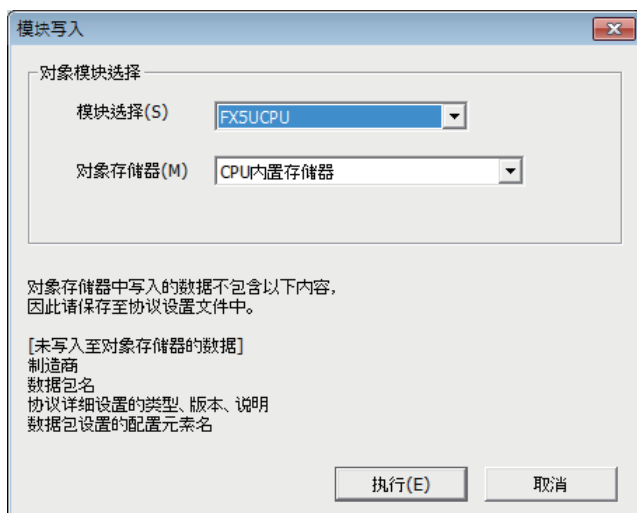 模块写入
对象模块选择
模块选择(S)
FX5UCPU
对象存储器(M)
CPU内置存储器
对象存储器中写入的数据不包含以下内容，
因此请保存至协议设置文件中。
[未写入至对象存储器的数据]
制造商
数据包名
协议详细设置的类型、版本、说明
数据包设置的配置元素名
执行(E)
取消